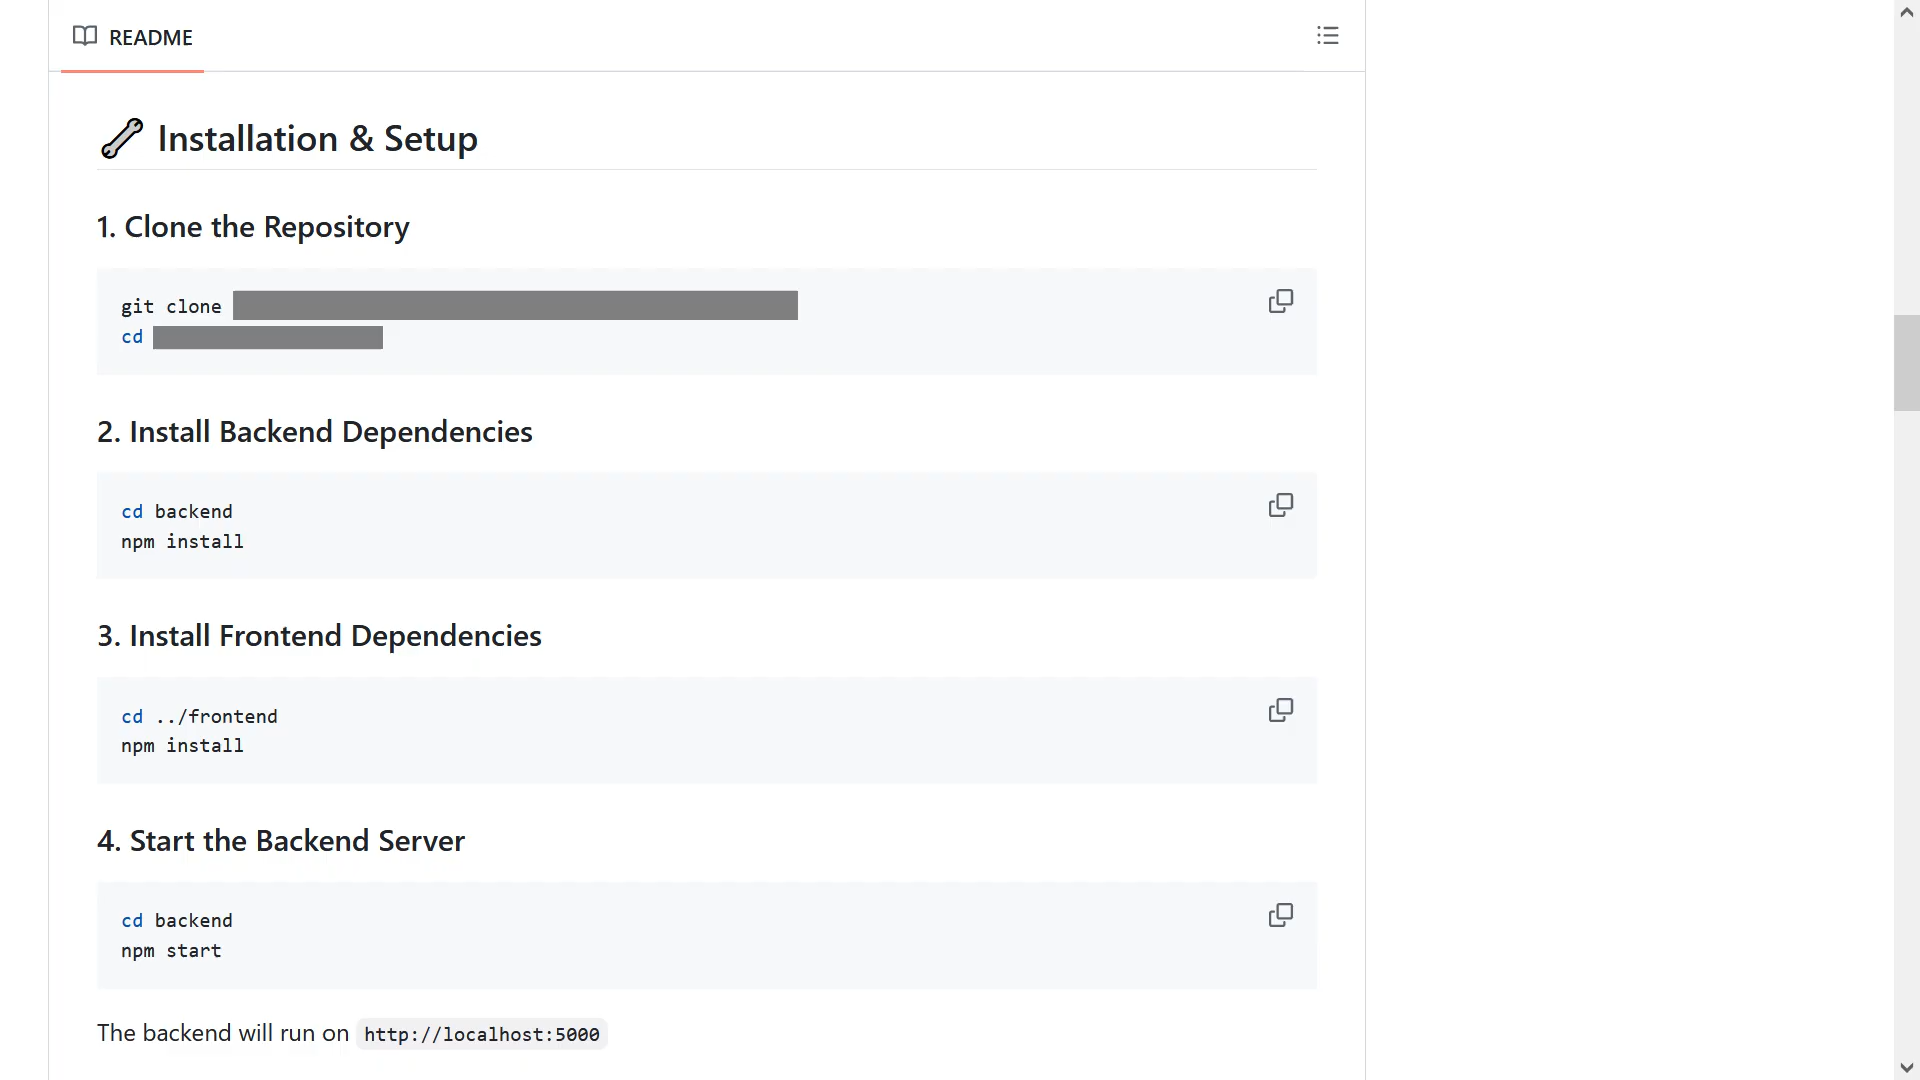 README
Installation & Setup
1. Clone the Repository
git clone
cd
2. Install Backend Dependencies
cd backend
npm install
3. Install Frontend Dependencies
cd ../frontend
npm install
4. Start the Backend Server
cd backend
npm start
The backend will run on http://localhost:5000